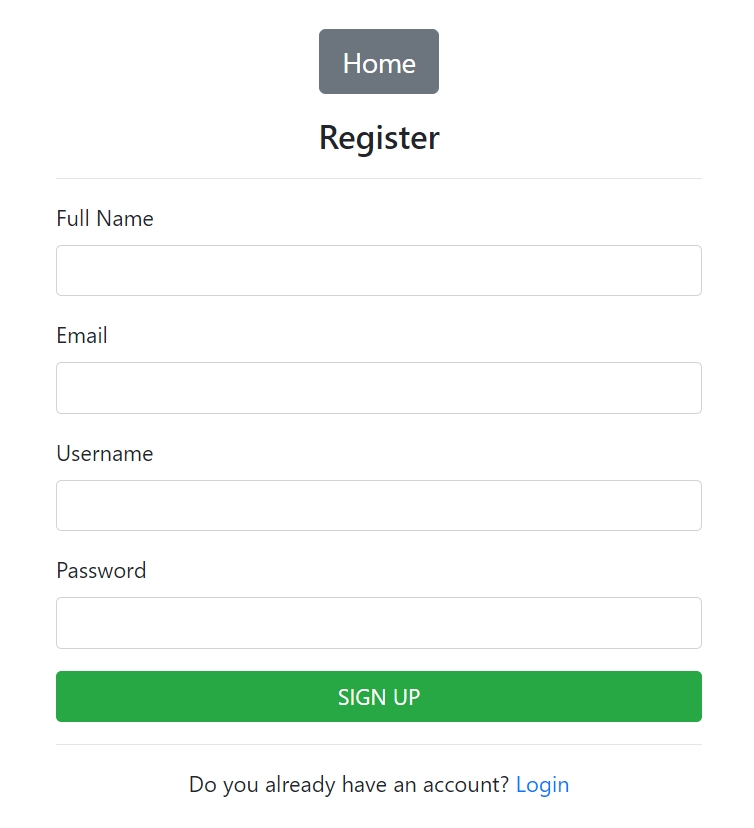 Home
Register
Full Name
Email
Username
Password
SIGN UP
Do you already have an account? Login